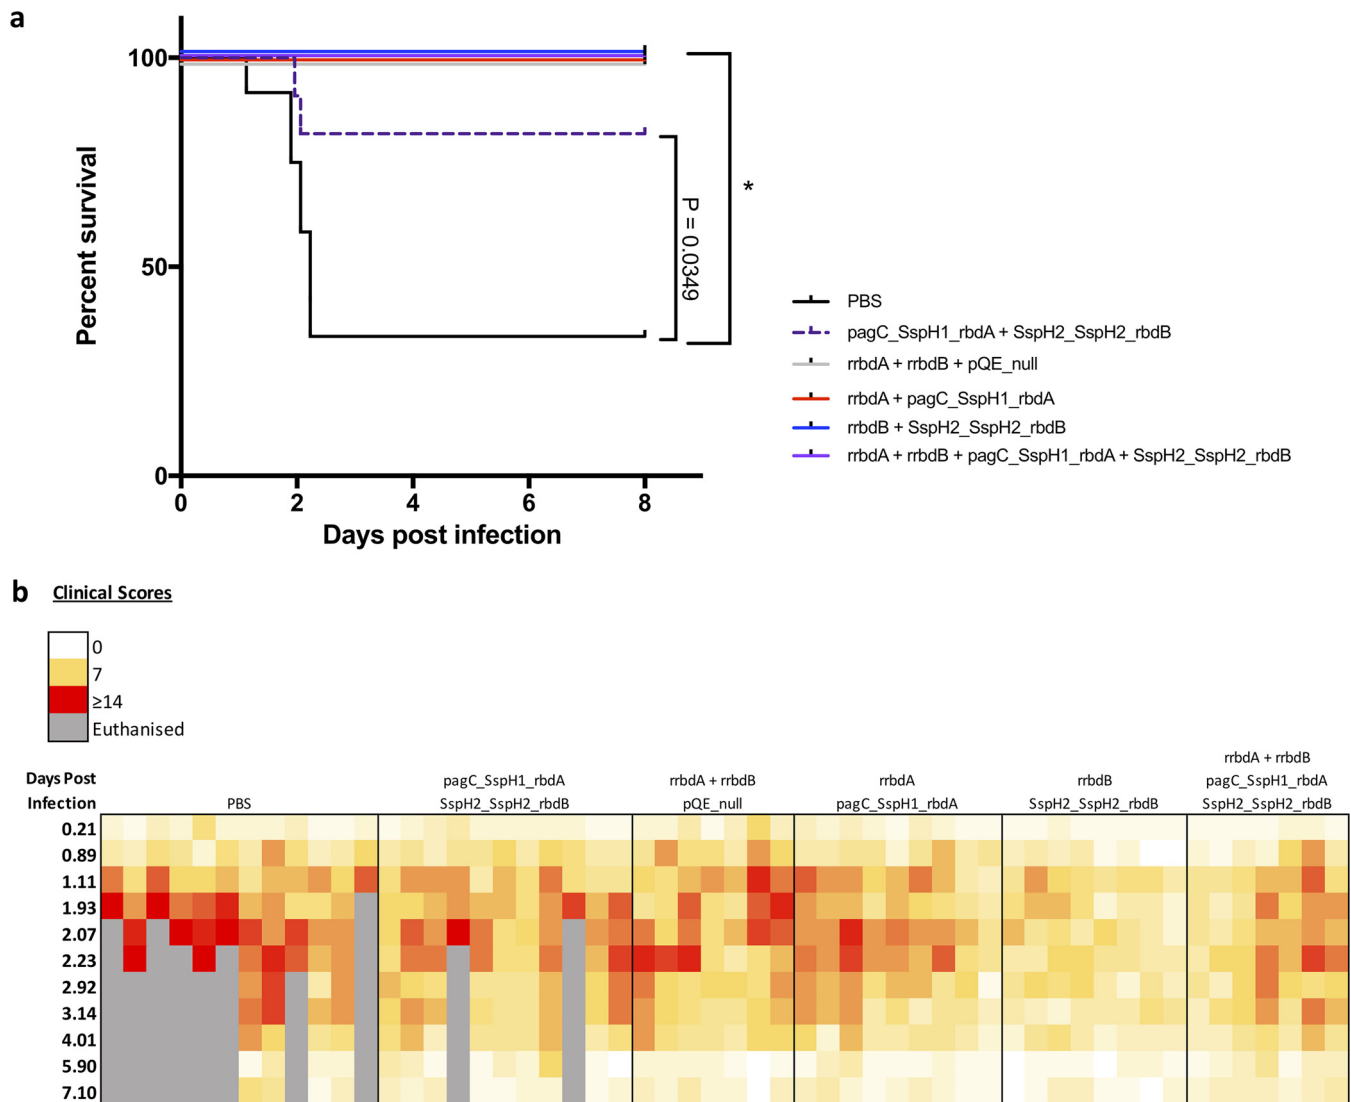 a
100
50
0
Percent survival
0 2 4 6 8
Days post infection
P = 0.0349
*
PBS
pagC_SspH1_rbdA + SspH2_SspH2_rbdB
rrbdA + rrbdB + pQE_null
rrbdA + pagC_SspH1_rbdA
rrbdB + SspH2_SspH2_rbdB
rrbdA + rrbdB + pagC_SspH1_rbdA + SspH2_SspH2_rbdB
b Clinical Scores
0
7
≥14
Euthanised
rrbdA + rrbdB
Days Post pagC_SspH1_rbdA rrbdA + rrbdB rrbdA rrbdB pagC_SspH1_rbdA
Infection PBS SspH2_SspH2_rbdB pQE_null pagC_SspH1_rbdA SspH2_SspH2_rbdB SspH2_SspH2_rbdB
0.21
0.89
1.11
1.93
2.07
2.23
2.92
3.14
4.01
5.90
7.10